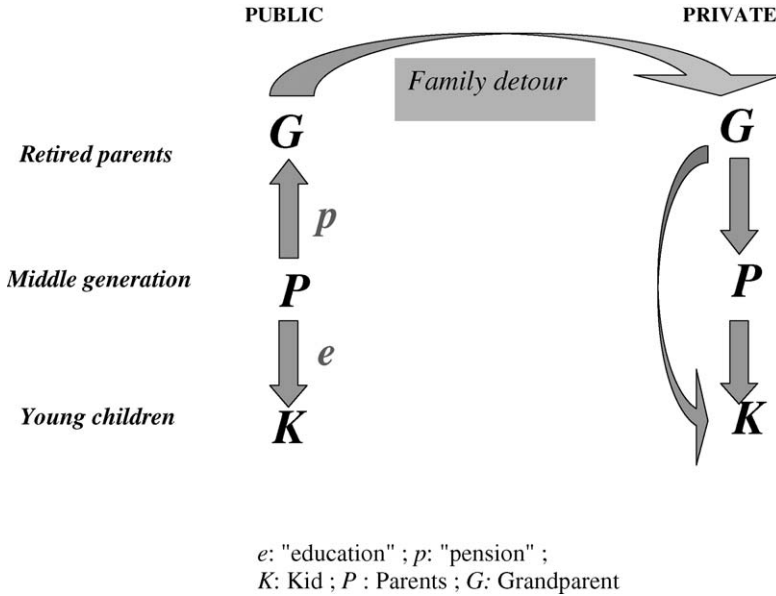 PUBLIC PRIVATE
Family detour
G G
Retired parents
p
Middle generation P P
e
Young children K K
e: "education" ; p: "pension" ;
K: Kid ; P : Parents ; G: Grandparent